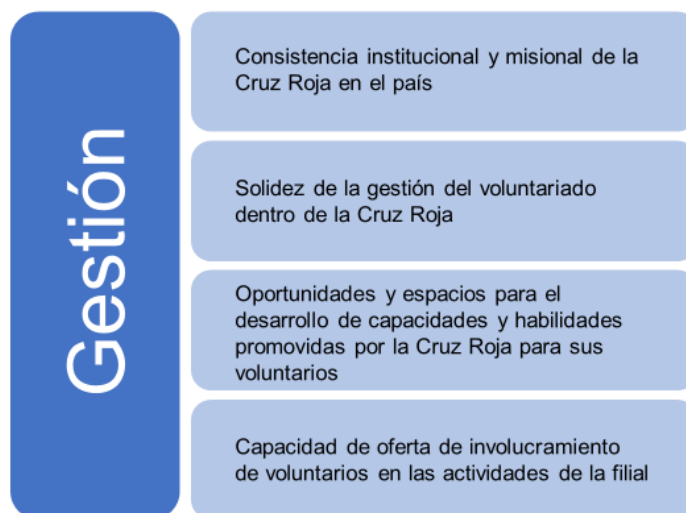 Gestión
Consistencia institucional y misional de la
Cruz Roja en el país
Solidez de la gestión del voluntariado
dentro de la Cruz Roja
Oportunidades y espacios para el
desarrollo de capacidades y habilidades
promovidas por la Cruz Roja para sus
voluntarios
Capacidad de oferta de involucramiento
de voluntarios en las actividades de la filial